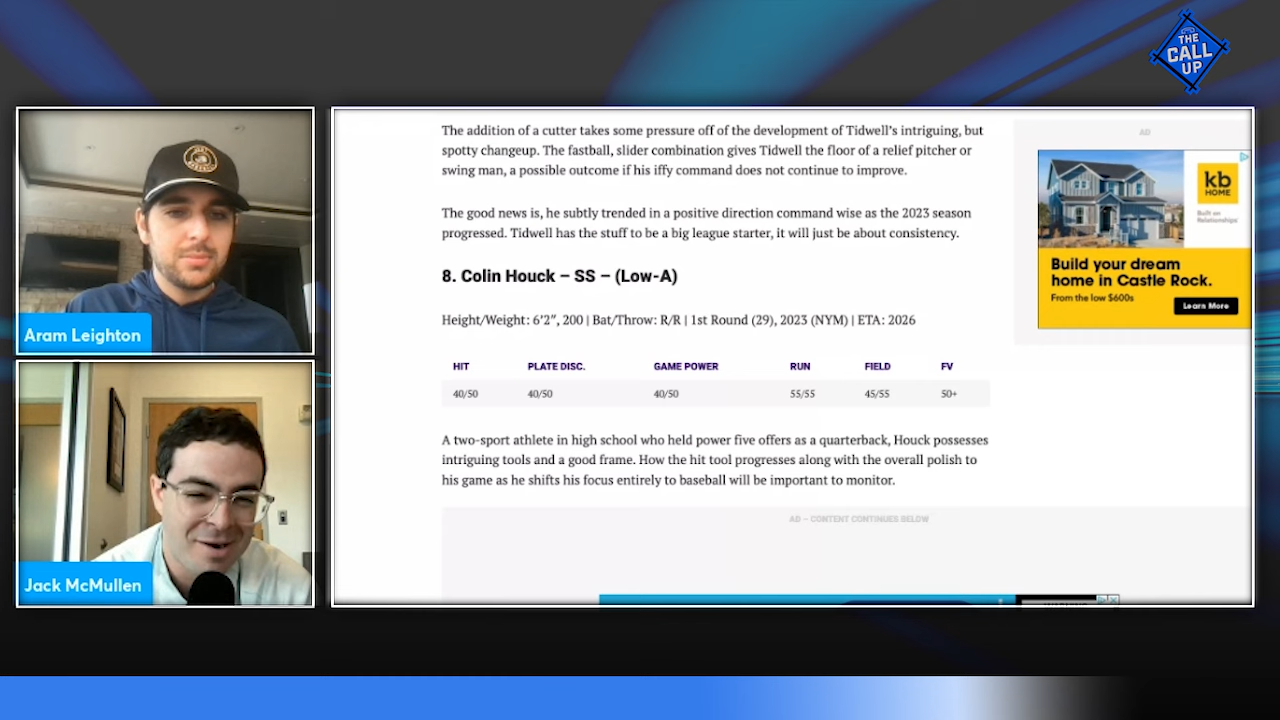 THE
CALL
UP
Aram Leighton
Jack McMullen
The addition of a cutter takes some pressure off of the development of Tidwell's intriguing, but
spotty changeup. The fastball, slider combination gives Tidwell the floor of a relief pitcher or
swing man, a possible outcome if his iffy command does not continue to improve.
The good news is, he subtly trended in a positive direction command wise as the 2023 season
progressed. Tidwell has the stuff to be a big league starter, it will just be about consistency.
8. Colin Houck – SS – (Low-A)
Height/Weight: 6'2", 200 | Bat/Throw: R/R | 1st Round (29), 2023 (NYM) | ETA: 2026
HIT PLATE DISC. GAME POWER RUN FIELD FV
40/50 40/50 40/50 55/55 45/55 50+
A two-sport athlete in high school who held power five offers as a quarterback, Houck possesses
intriguing tools and a good frame. How the hit tool progresses along with the overall polish to
his game as he shifts his focus entirely to baseball will be important to monitor.
AD – CONTENT CONTINUES BELOW
AD
kb
HOME
Built on
Relationships
Build your dream
home in Castle Rock.
From the low $600s
Learn More